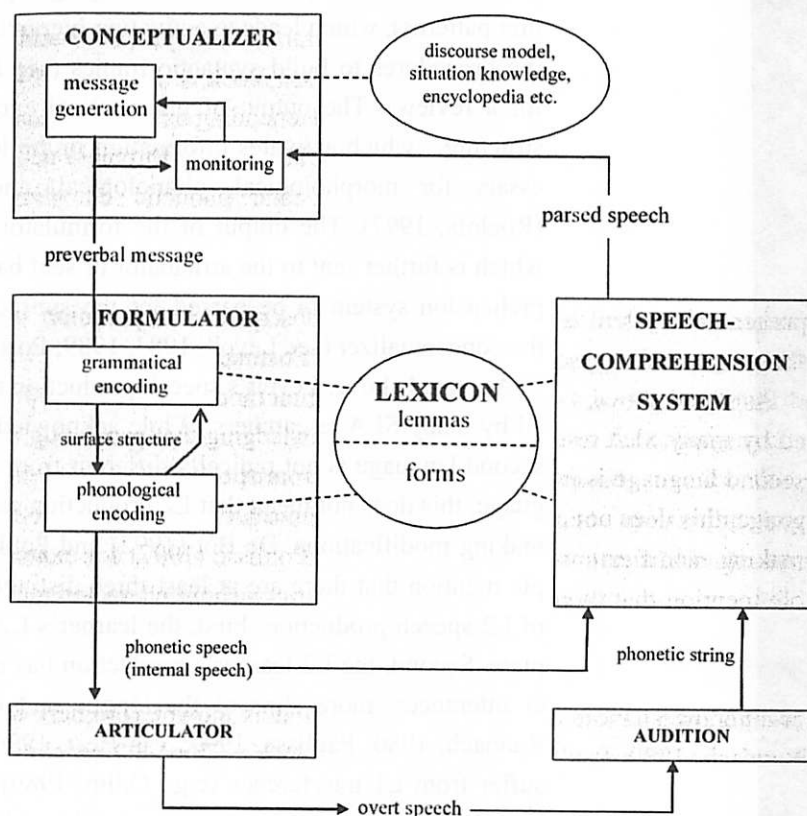 CONCEPTUALIZER
message
generation
monitoring
discourse model,
situation knowledge,
encyclopedia etc.
parsed speech
preverbal message
FORMULATOR
grammatical
encoding
surface structure
phonological
encoding
LEXICON
lemmas
forms
SPEECH-
COMPREHENSION
SYSTEM
phonetic speech
(internal speech)
phonetic string
ARTICULATOR
AUDITION
overt speech